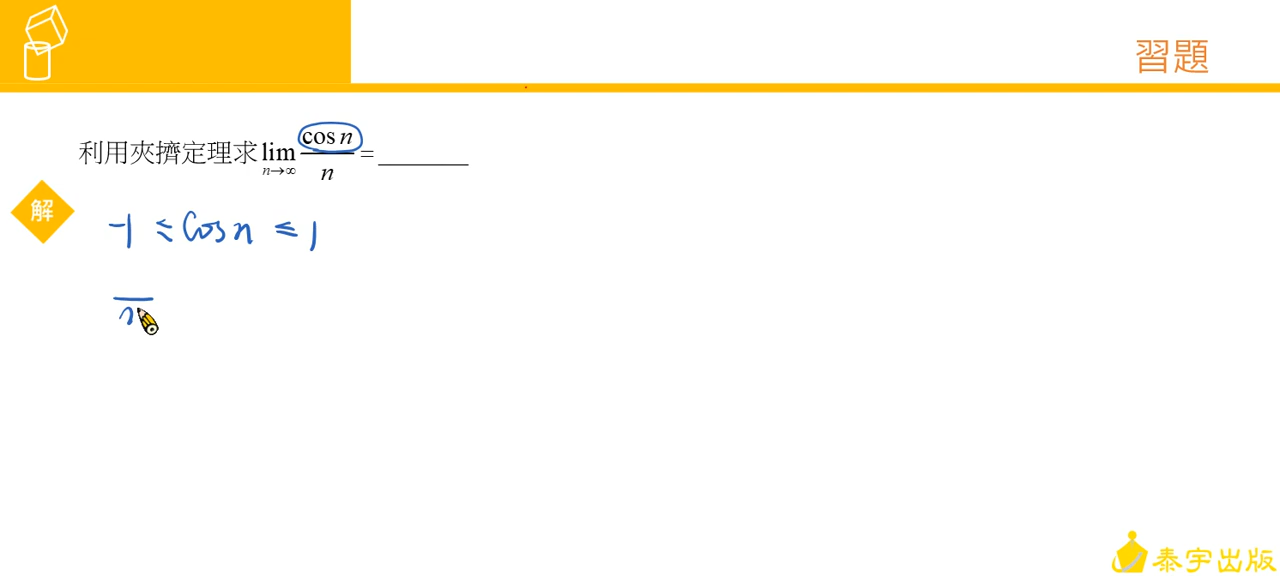 習題
利用夾擠定理求 lim n→∞ cos n / n = ________
解
-1 ≤ cos n ≤ 1
n
泰宇出版